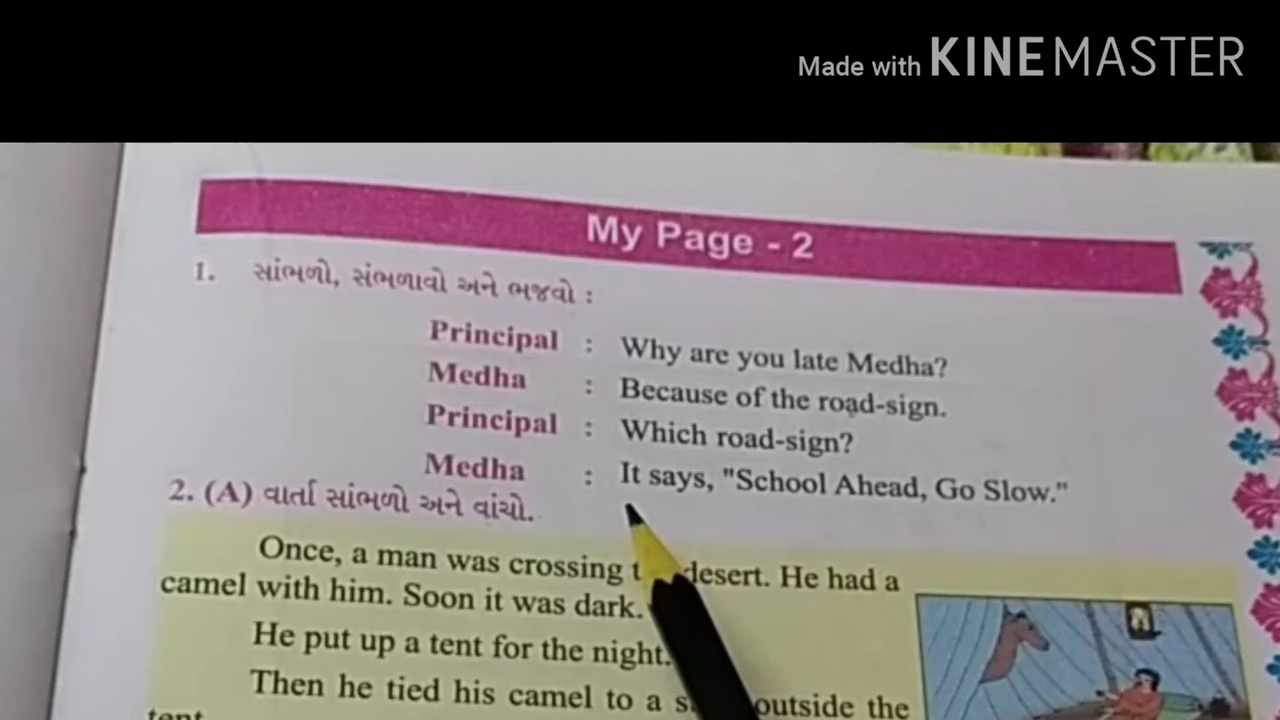 Made with KINEMASTER
My Page - 2
1. સાંભળો, સંભળાવો અને ભજવો :
Principal : Why are you late Medha?
Medha : Because of the road-sign.
Principal : Which road-sign?
Medha : It says, "School Ahead, Go Slow."
2. (A) વાર્તા સાંભળો અને વાંચો.
Once, a man was crossing desert. He had a
camel with him. Soon it was dark.
He put up a tent for the night.
Then he tied his camel to a outside the
tent